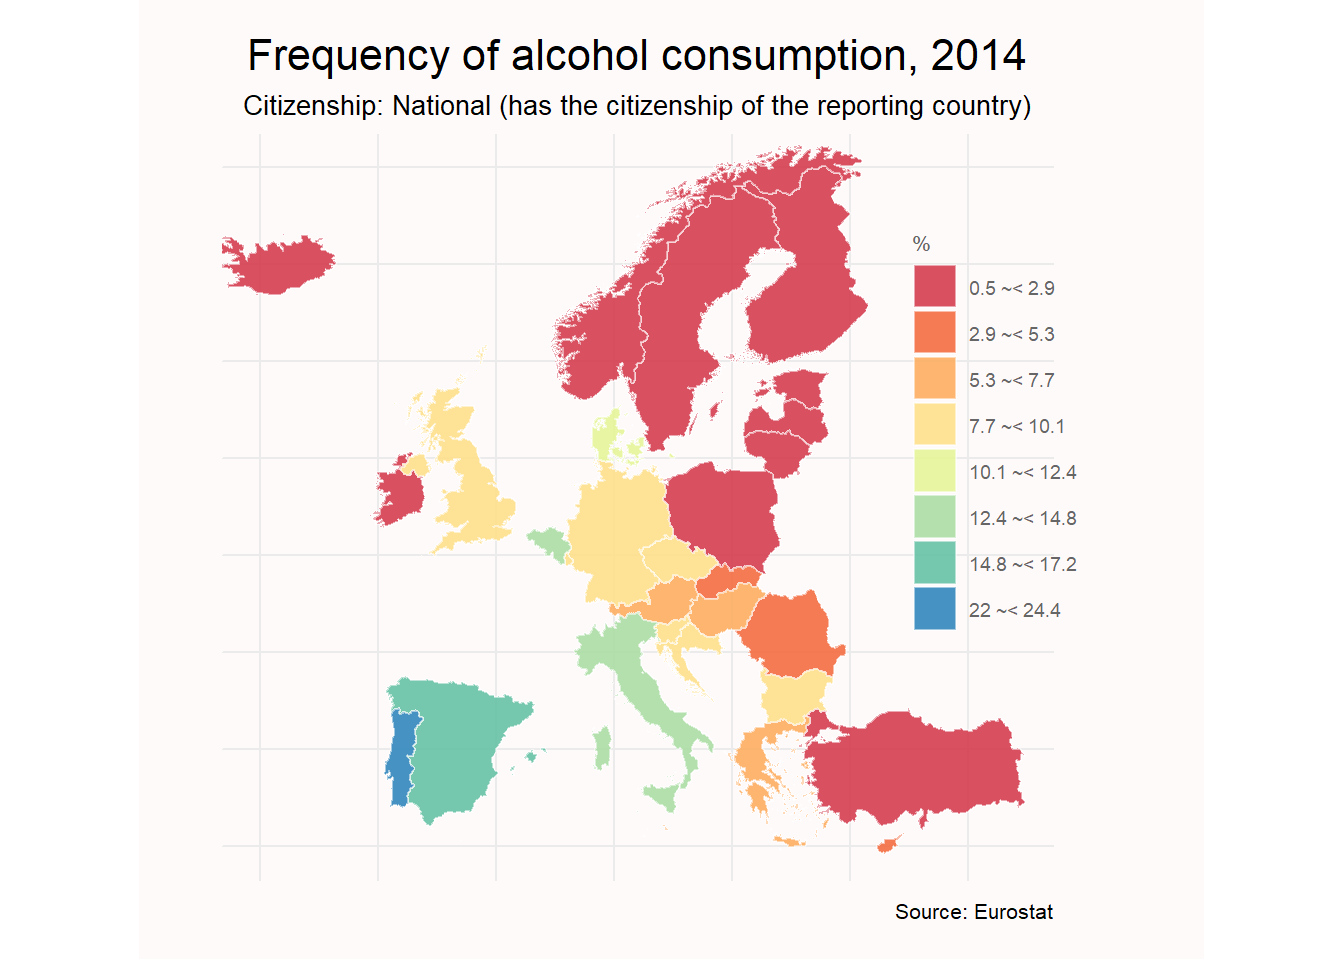 Frequency of alcohol consumption, 2014
Citizenship: National (has the citizenship of the reporting country)
%
0.5 ~< 2.9
2.9 ~< 5.3
5.3 ~< 7.7
7.7 ~< 10.1
10.1 ~< 12.4
12.4 ~< 14.8
14.8 ~< 17.2
22 ~< 24.4
Source: Eurostat